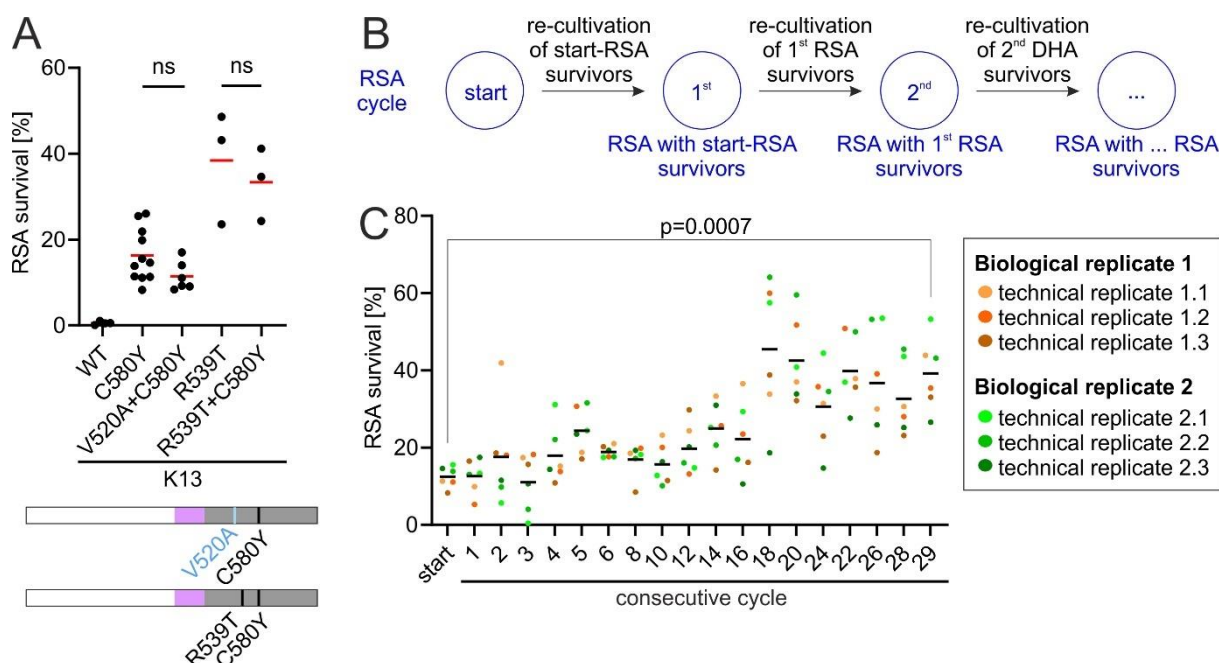 A
RSA survival [%]
60
40
20
0
ns
ns
WT
C580Y
V520A+C580Y
R539T
R539T+C580Y
K13
V520A
C580Y
R539T
C580Y
B
RSA
cycle
start
re-cultivation
of start-RSA
survivors
1st
RSA with start-RSA
survivors
re-cultivation
of 1st RSA
survivors
2nd
RSA with 1st RSA
survivors
re-cultivation
of 2nd DHA
survivors
...
RSA with ... RSA
survivors
C
RSA survival [%]
80
60
40
20
0
p=0.0007
start
1
2
3
4
5
6
8
10
12
14
16
18
20
24
22
26
28
29
consecutive cycle
Biological replicate 1
technical replicate 1.1
technical replicate 1.2
technical replicate 1.3
Biological replicate 2
technical replicate 2.1
technical replicate 2.2
technical replicate 2.3